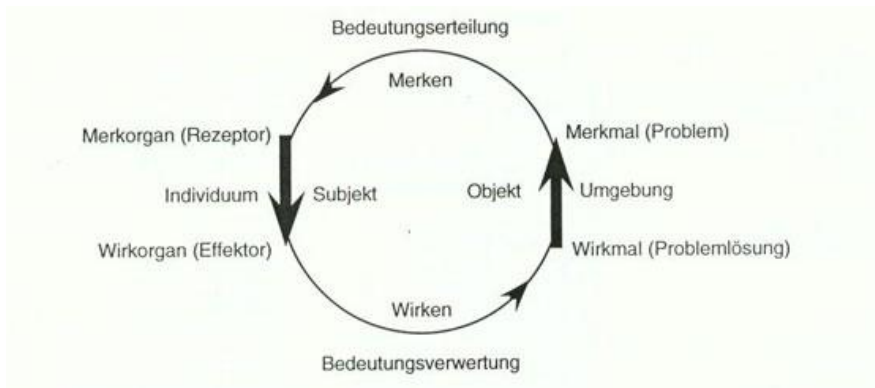 Bedeutungserteilung
Merken
Merkorgan (Rezeptor)
Merkmal (Problem)
Individuum
Subjekt
Objekt
Umgebung
Wirkorgan (Effektor)
Wirkmal (Problemlösung)
Wirken
Bedeutungsverwertung